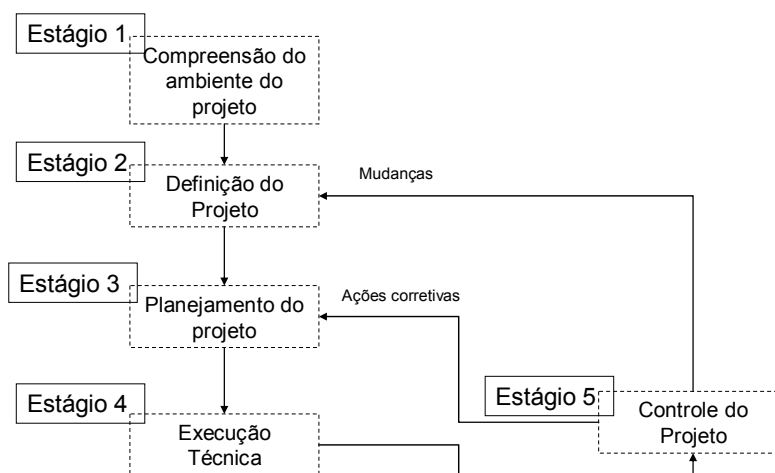 Estágio 1
Compreensão do
ambiente do
projeto
Estágio 2
Definição do
Projeto
Mudanças
Estágio 3
Planejamento do
projeto
Ações corretivas
Estágio 4
Execução
Técnica
Estágio 5
Controle do
Projeto